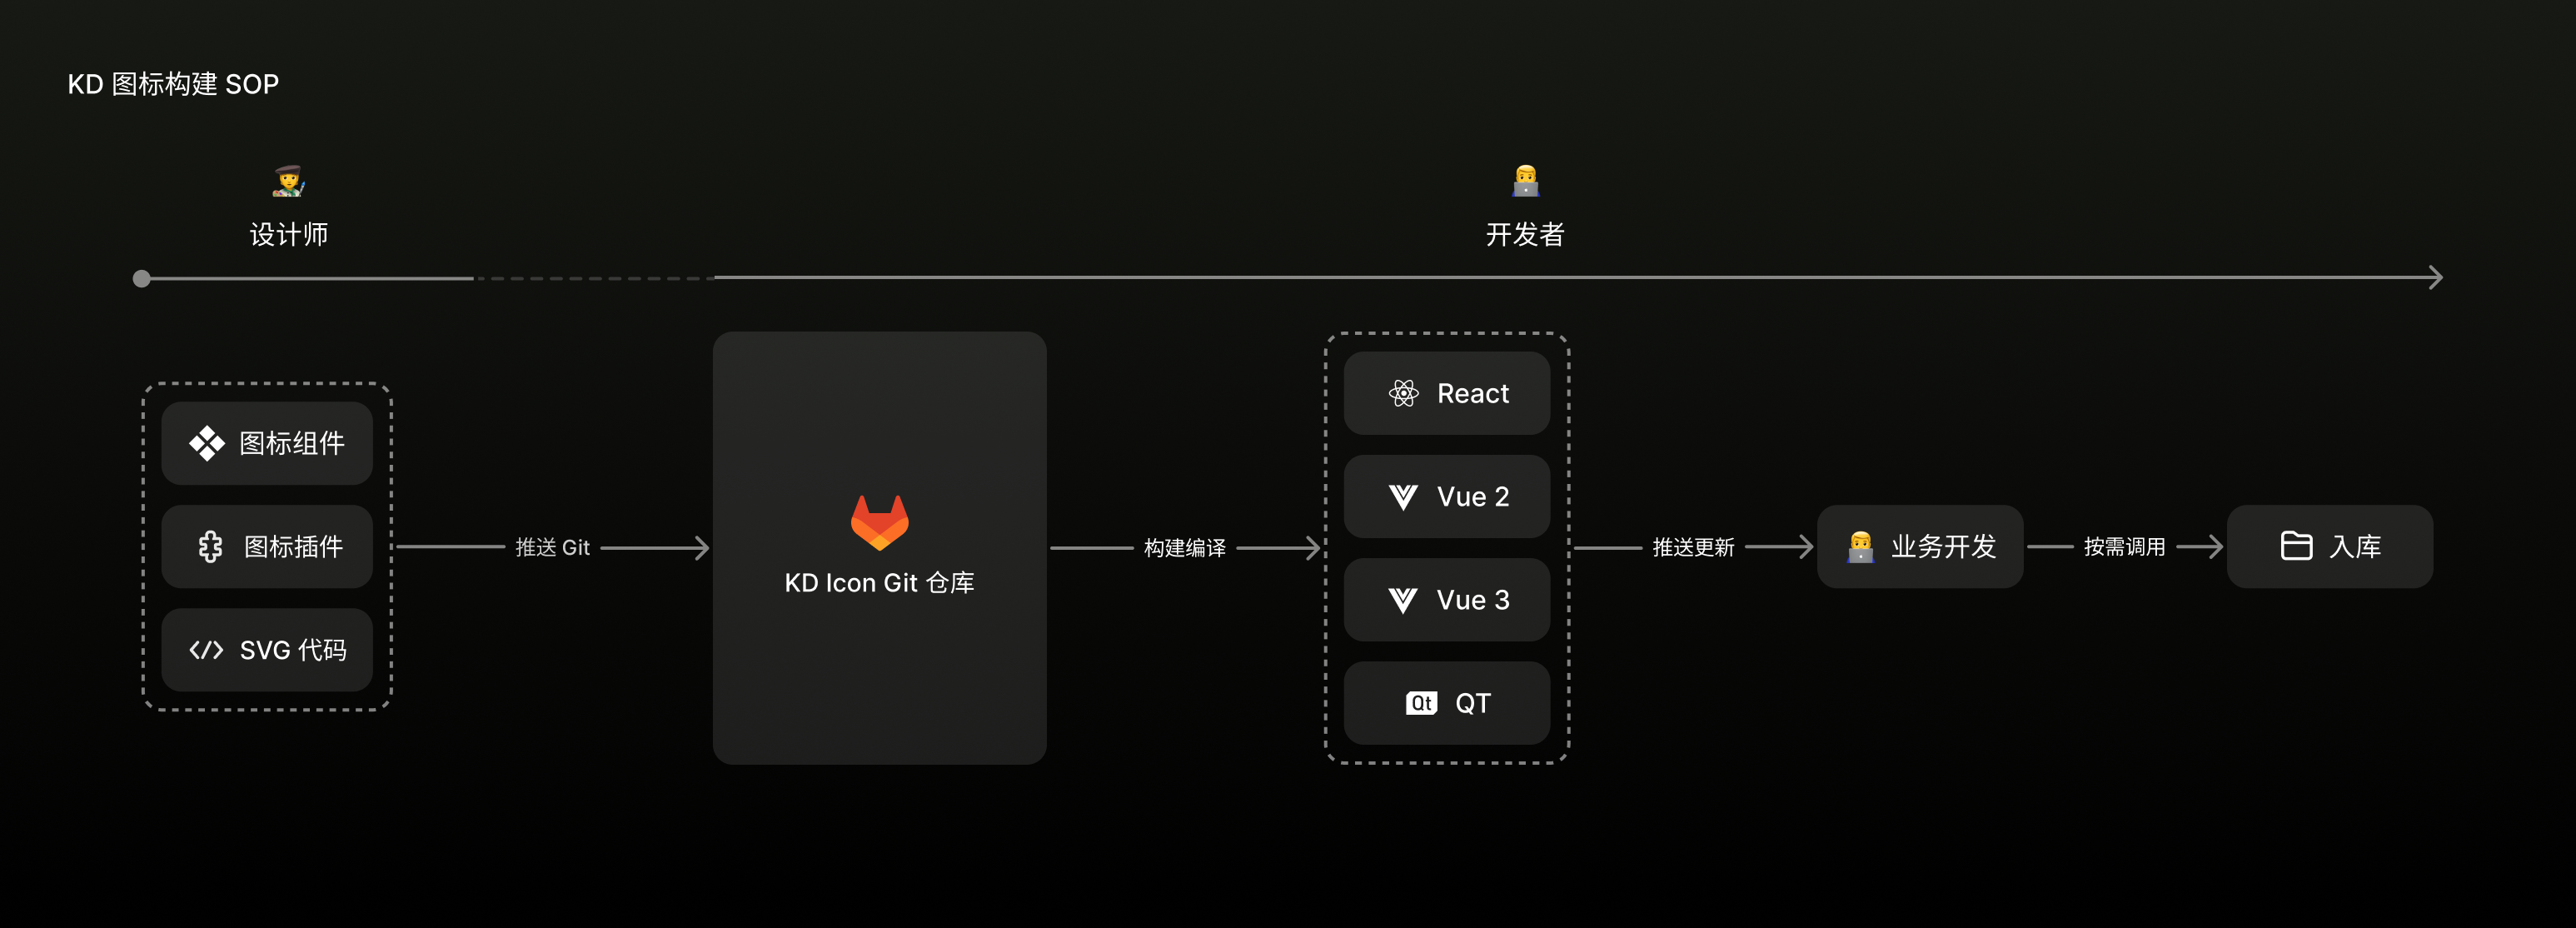 KD 图标构建 SOP
设计师
开发者
图标组件
图标插件
SVG 代码
推送 Git
KD Icon Git 仓库
构建编译
React
Vue 2
Vue 3
Qt QT
推送更新
业务开发
按需调用
入库